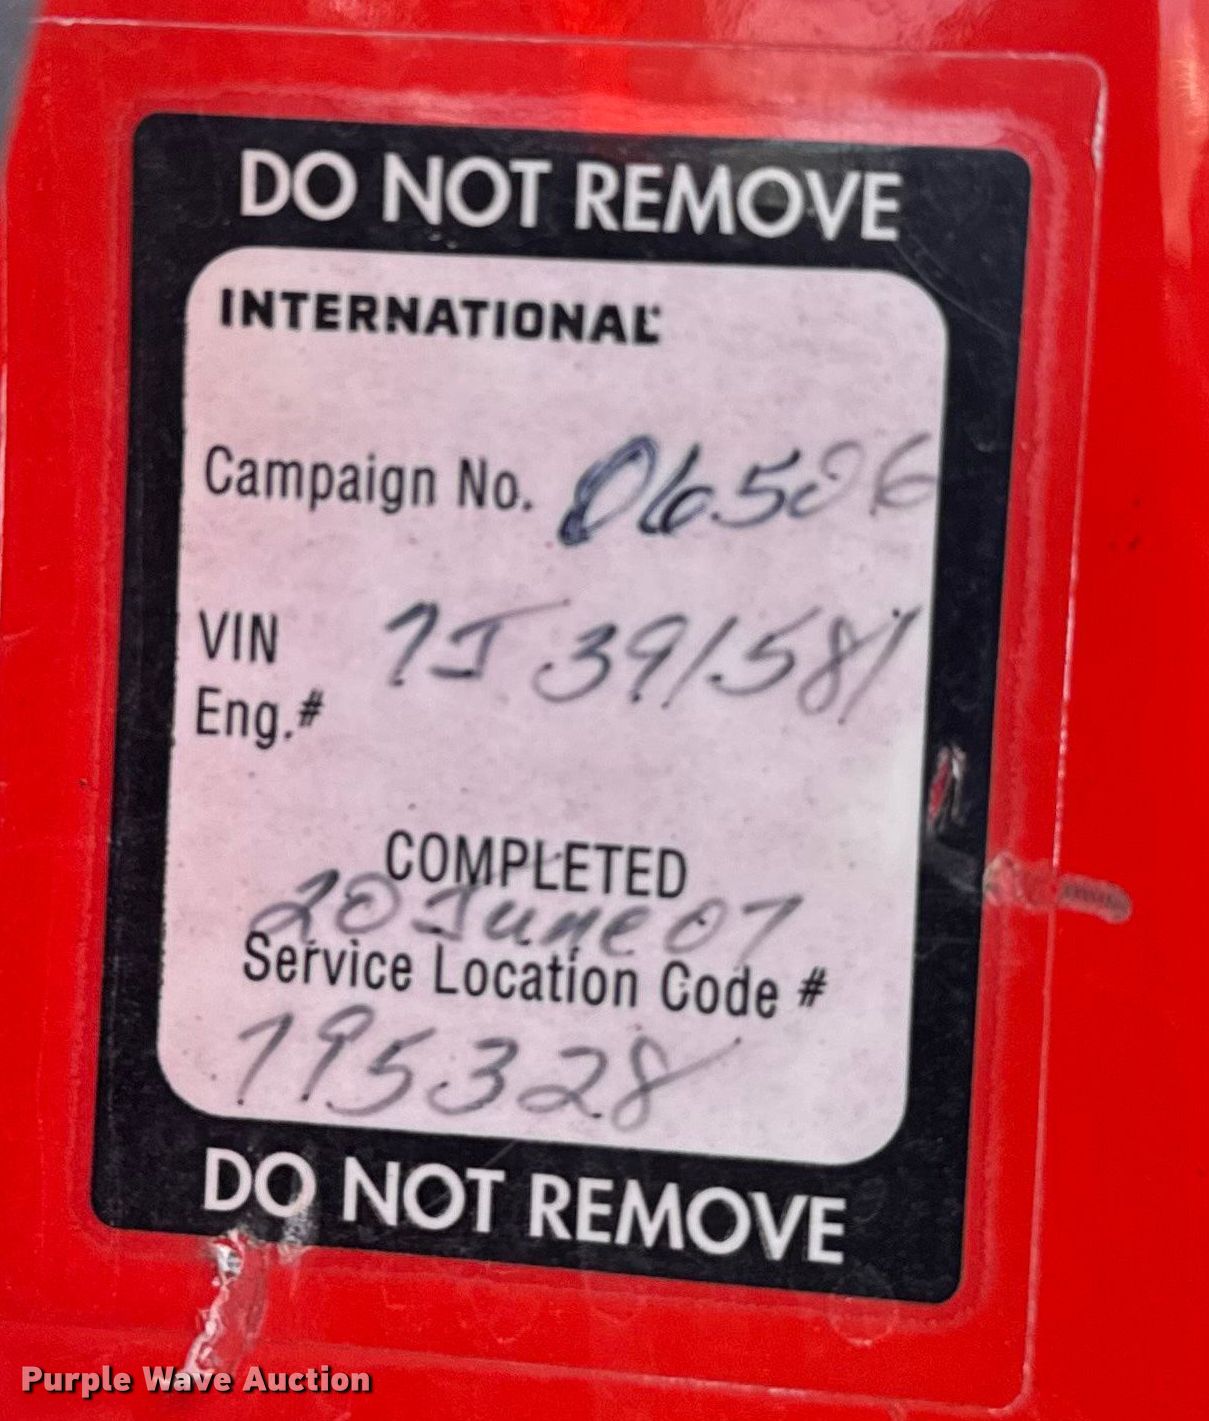 DO NOT REMOVE
INTERNATIONAL®
Campaign No. 06506
VIN 7J391581
Eng.#
COMPLETED
20 June 07
Service Location Code #
195328
DO NOT REMOVE
Purple Wave Auction